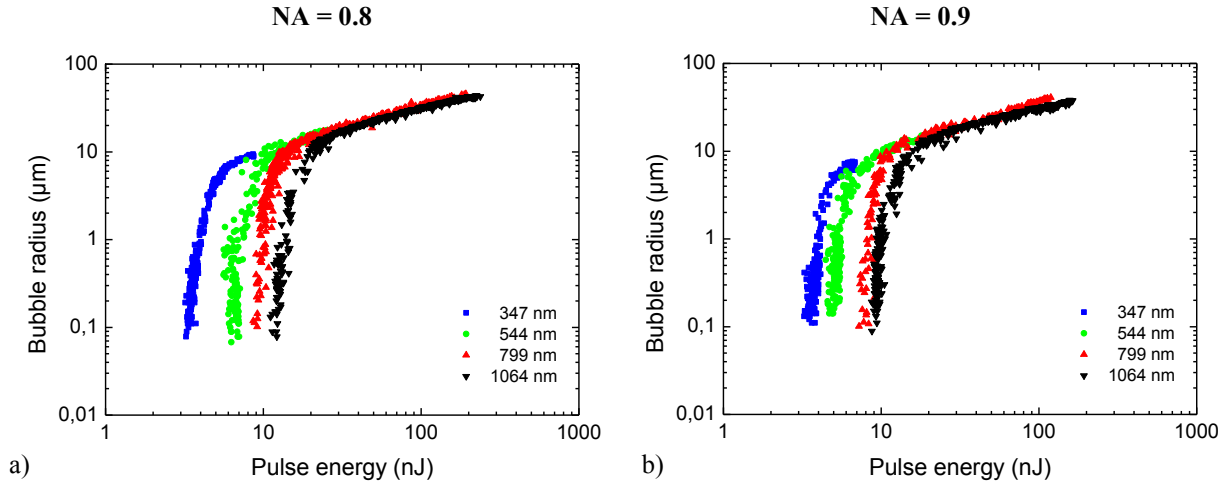 NA = 0.8
NA = 0.9
100
10
1
0,1
0,01
Bubble radius (µm)
347 nm
544 nm
799 nm
1064 nm
1 10 100 1000
a) Pulse energy (nJ)
100
10
1
0,1
0,01
Bubble radius (µm)
347 nm
544 nm
799 nm
1064 nm
1 10 100 1000
b) Pulse energy (nJ)